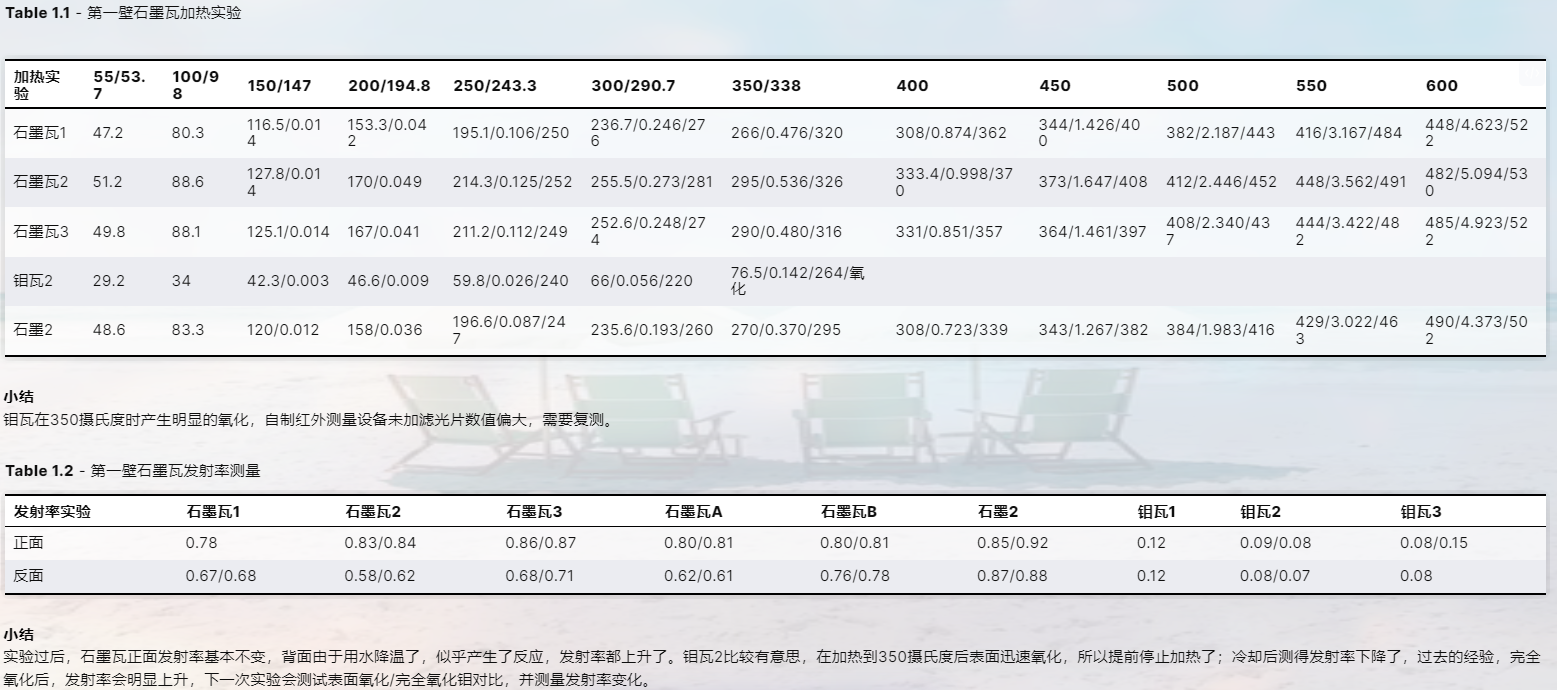 Table 1.1 - 第一壁石墨瓦加热实验
加热实验 55/53.7 100/98 150/147 200/194.8 250/243.3 300/290.7 350/338 400 450 500 550 600
石墨瓦1 47.2 80.3 116.5/0.014 153.3/0.042 195.1/0.106/250 236.7/0.246/276 266/0.476/320 308/0.874/362 344/1.426/400 382/2.187/443 416/3.167/484 448/4.623/522
石墨瓦2 51.2 88.6 127.8/0.014 170/0.049 214.3/0.125/252 255.5/0.273/281 295/0.536/326 333.4/0.998/370 373/1.647/408 412/2.446/452 448/3.562/491 482/5.094/530
石墨瓦3 49.8 88.1 125.1/0.014 167/0.041 211.2/0.112/249 252.6/0.248/274 290/0.480/316 331/0.851/357 364/1.461/397 408/2.340/437 444/3.422/482 485/4.923/522
钼瓦2 29.2 34 42.3/0.003 46.6/0.009 59.8/0.026/240 66/0.056/220 76.5/0.142/264/氧化
石墨2 48.6 83.3 120/0.012 158/0.036 196.6/0.087/247 235.6/0.193/260 270/0.370/295 308/0.723/339 343/1.267/382 384/1.983/416 429/3.022/463 490/4.373/502
小结
钼瓦在350摄氏度时产生明显的氧化，自制红外测量设备未加滤光片数值偏大，需要复测。
Table 1.2 - 第一壁石墨瓦发射率测量
发射率实验 石墨瓦1 石墨瓦2 石墨瓦3 石墨瓦A 石墨瓦B 石墨2 钼瓦1 钼瓦2 钼瓦3
正面 0.78 0.83/0.84 0.86/0.87 0.80/0.81 0.80/0.81 0.85/0.92 0.12 0.09/0.08 0.08/0.15
反面 0.67/0.68 0.58/0.62 0.68/0.71 0.62/0.61 0.76/0.78 0.87/0.88 0.12 0.08/0.07 0.08
小结
实验过后，石墨瓦正面发射率基本不变，背面由于用水降温了，似乎产生了反应，发射率都上升了。钼瓦2比较有意思，在加热到350摄氏度后表面迅速氧化，所以提前停止加热了；冷却后测得发射率下降了，过去的经验，完全
氧化后，发射率会明显上升，下一次实验会测试表面氧化/完全氧化钼对比，并测量发射率变化。